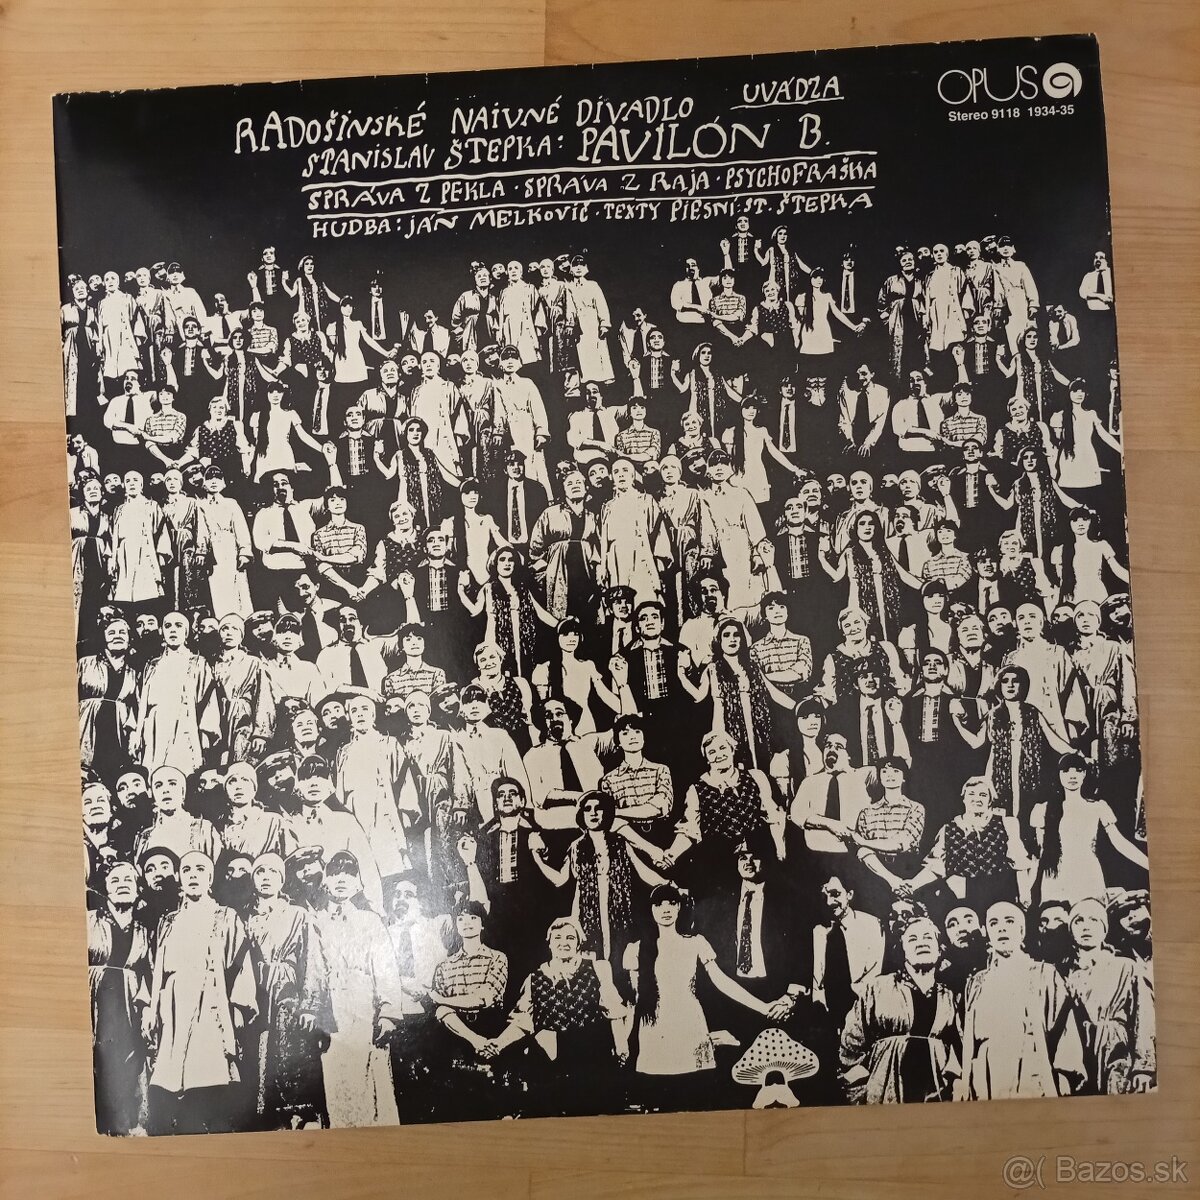 RADOŠINSKÉ NAIVNÉ DIVADLO UVÁDZA
STANISLAV ŠTEPKA: PAVILÓN B.
SPRÁVA Z PEKLA · SPRÁVA Z RAJA · PSYCHOFRAŠKA
HUDBA: JÁN MELKOVIČ · TEXTY PIESNÍ: ST. ŠTEPKA
OPUS
Stereo 9118 1934-35
@( Bazos.sk